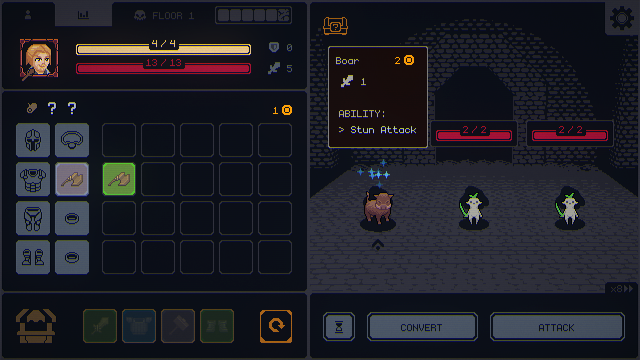 FLOOR 1
4/4
0
13/13
5
? ?
1
Boar 2
1
ABILITY:
> Stun Attack
2/2
2/2
x8
CONVERT
ATTACK